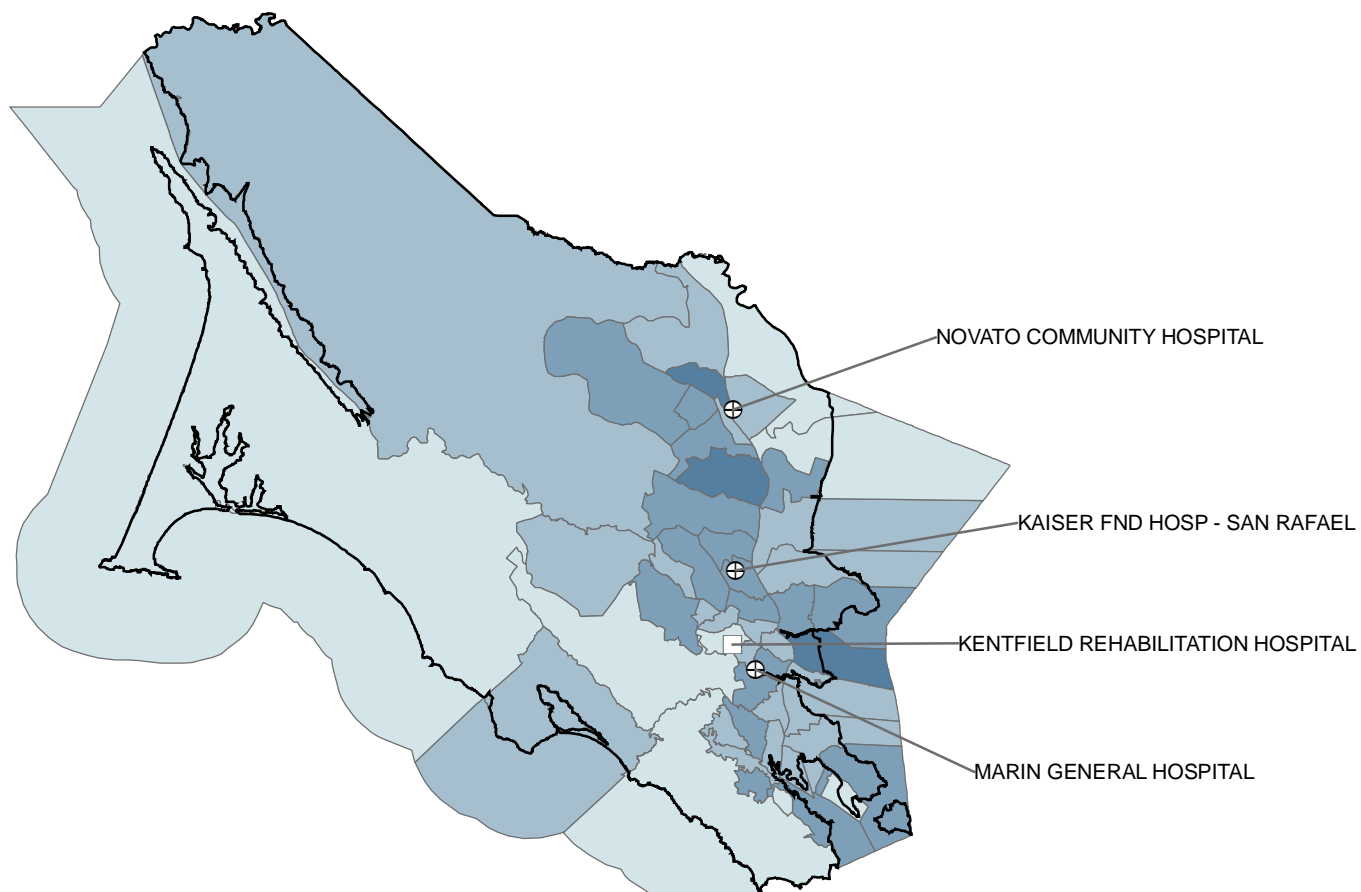 NOVATO COMMUNITY HOSPITAL
KAISER FND HOSP - SAN RAFAEL
KENTFIELD REHABILITATION HOSPITAL
MARIN GENERAL HOSPITAL